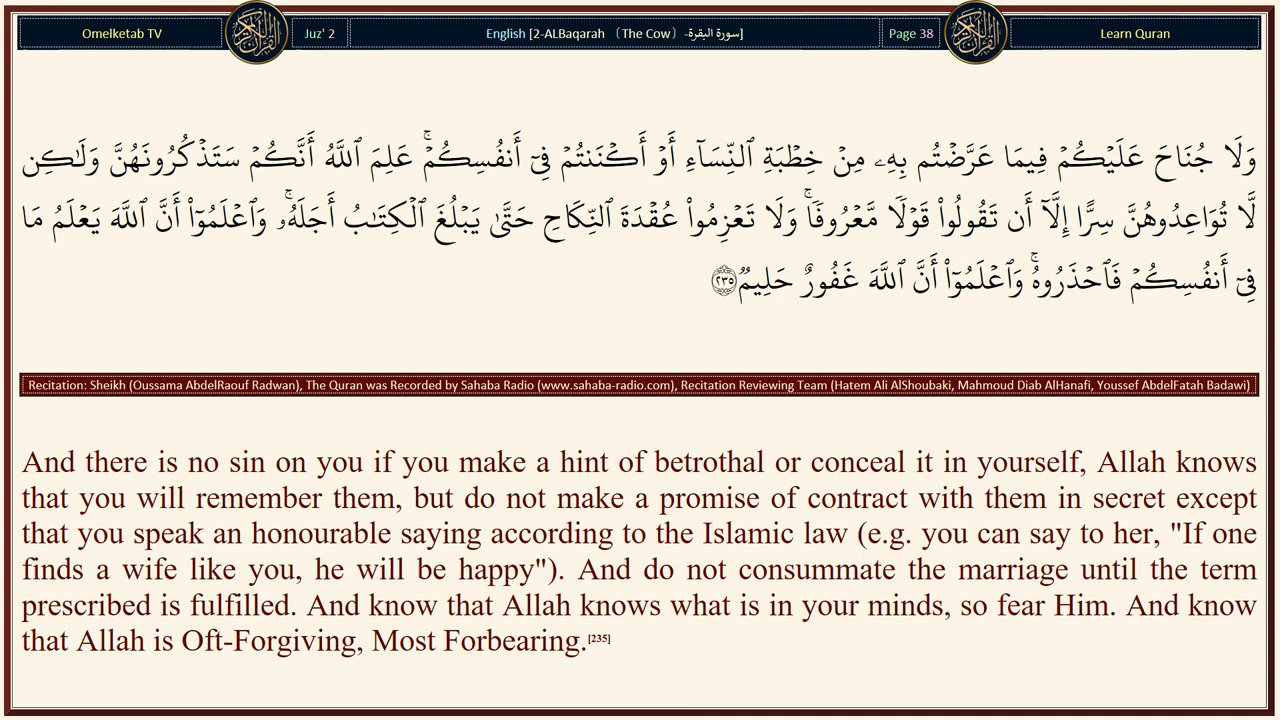 Omelketab TV
Juz' 2
English [2-ALBaqarah (The Cow) -سورة البقرة]
Page 38
Learn Quran
وَلَا جُنَاحَ عَلَيۡكُمۡ فِيمَا عَرَّضۡتُم بِهِۦ مِنۡ خِطۡبَةِ ٱلنِّسَآءِ أَوۡ أَكۡنَنتُمۡ فِيٓ أَنفُسِكُمۡۚ عَلِمَ ٱللَّهُ أَنَّكُمۡ سَتَذۡكُرُونَهُنَّ وَلَٰكِن
لَّا تُوَاعِدُوهُنَّ سِرًّا إِلَّآ أَن تَقُولُواْ قَوۡلٗا مَّعۡرُوفٗاۚ وَلَا تَعۡزِمُواْ عُقۡدَةَ ٱلنِّكَاحِ حَتَّىٰ يَبۡلُغَ ٱلۡكِتَٰبُ أَجَلَهُۥۚ وَٱعۡلَمُوٓاْ أَنَّ ٱللَّهَ يَعۡلَمُ مَا
فِيٓ أَنفُسِكُمۡ فَٱحۡذَرُوهُۚ وَٱعۡلَمُوٓاْ أَنَّ ٱللَّهَ غَفُورٌ حَلِيمٞ ٢٣٥
Recitation: Sheikh (Oussama AbdelRaouf Radwan), The Quran was Recorded by Sahaba Radio (www.sahaba-radio.com), Recitation Reviewing Team (Hatem Ali AlShoubaki, Mahmoud Diab AlHanafi, Youssef AbdelFatah Badawi)
And there is no sin on you if you make a hint of betrothal or conceal it in yourself, Allah knows
that you will remember them, but do not make a promise of contract with them in secret except
that you speak an honourable saying according to the Islamic law (e.g. you can say to her, "If one
finds a wife like you, he will be happy"). And do not consummate the marriage until the term
prescribed is fulfilled. And know that Allah knows what is in your minds, so fear Him. And know
that Allah is Oft-Forgiving, Most Forbearing.[235]